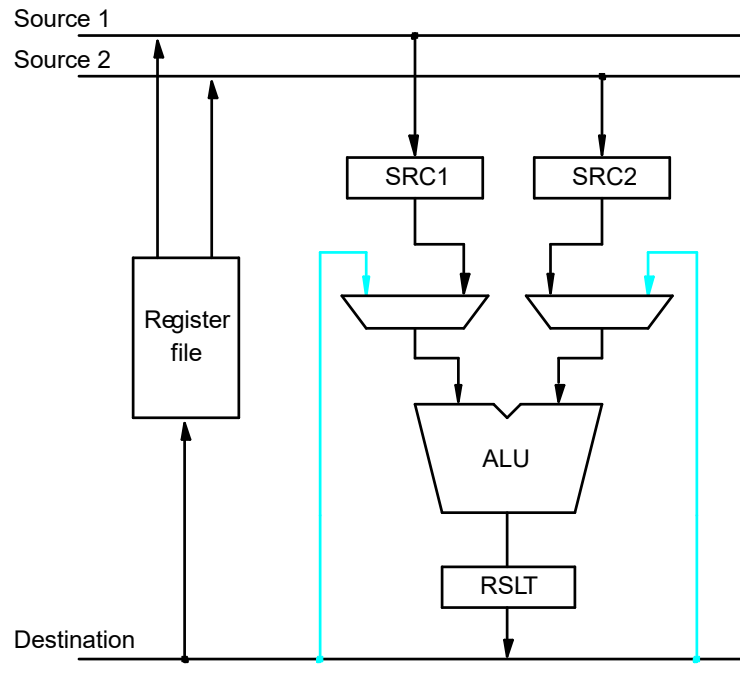 Source 1
Source 2
SRC1
SRC2
Register
file
ALU
RSLT
Destination